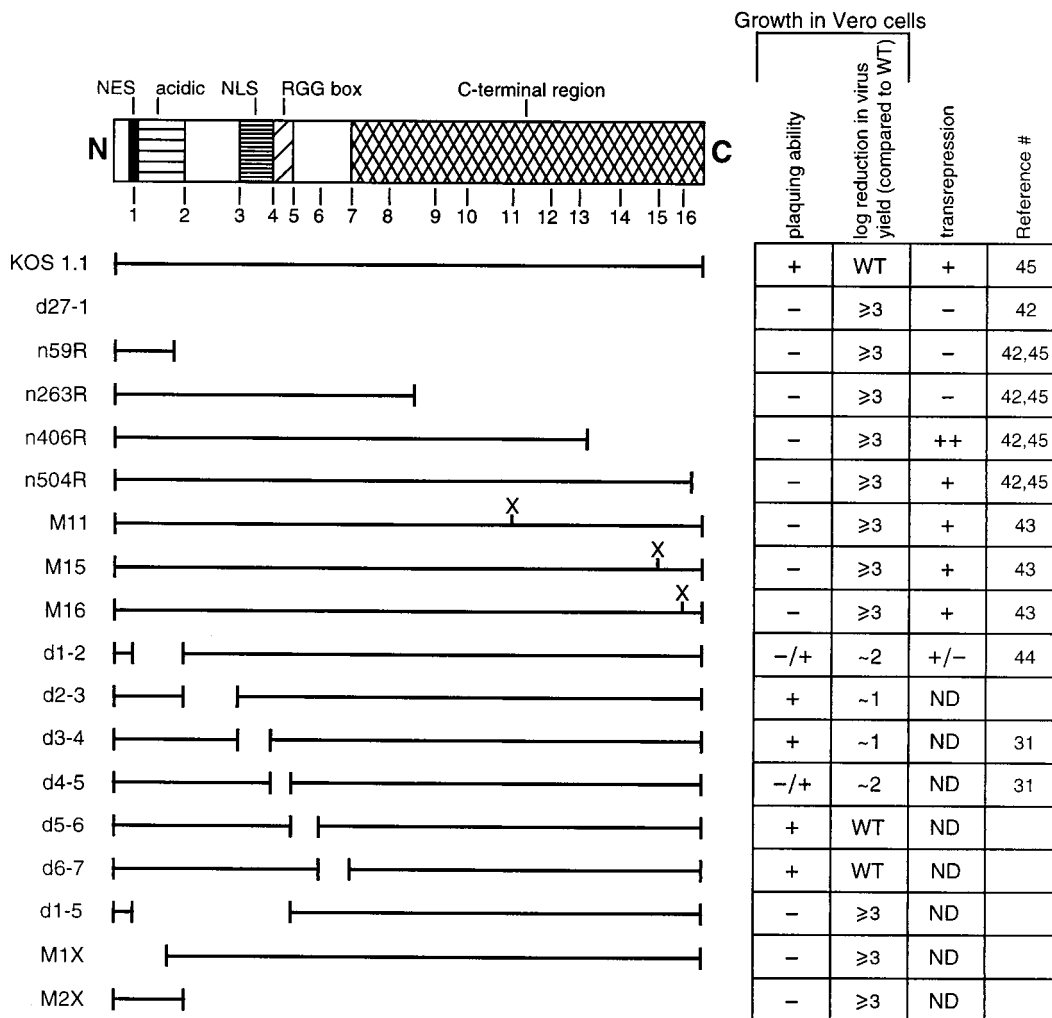 Growth in Vero cells
plaquing ability
log reduction in virus
yield (compared to WT)
transrepression
Reference #
NES acidic NLS RGG box C-terminal region
N C
1 2 3 4 5 6 7 8 9 10 11 12 13 14 15 16
KOS 1.1 + WT + 45
d27-1 − ⩾3 − 42
n59R − ⩾3 − 42,45
n263R − ⩾3 − 42,45
n406R − ⩾3 ++ 42,45
n504R − ⩾3 + 42,45
X
M11 − ⩾3 + 43
X
M15 − ⩾3 + 43
X
M16 − ⩾3 + 43
d1-2 −/+ ~2 +/− 44
d2-3 + ~1 ND
d3-4 + ~1 ND 31
d4-5 −/+ ~2 ND 31
d5-6 + WT ND
d6-7 + WT ND
d1-5 − ⩾3 ND
M1X − ⩾3 ND
M2X − ⩾3 ND